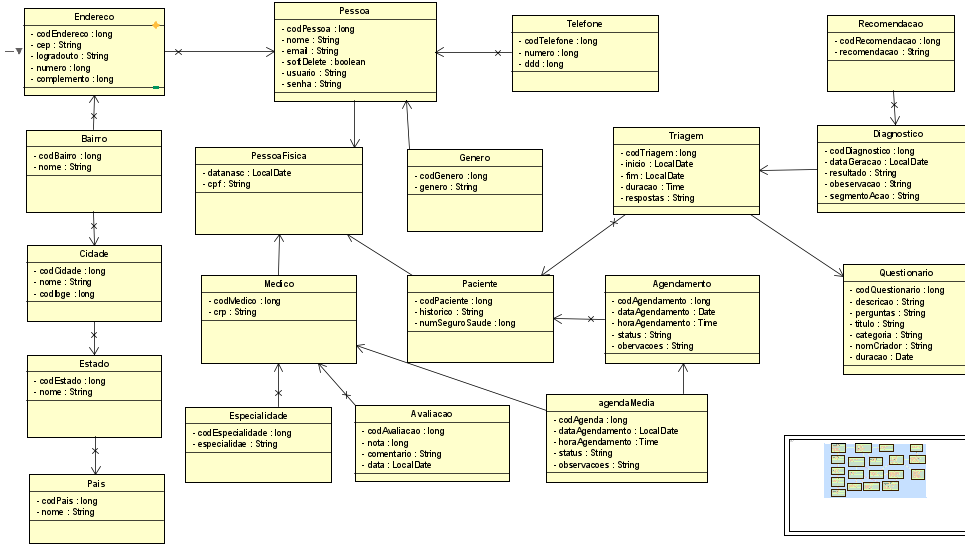 Endereco
- codEndereco : long
- cep : String
- logradouto : String
- numero : long
- complemento : long
Pessoa
- codPessoa : long
- nome : String
- email : String
- softDelete : boolean
- usuario : String
- senha : String
Telefone
- codTelefone : long
- numero : long
- ddd : long
Recomendacao
- codRecomendacao : long
- recomendacao : String
Bairro
- codBairro : long
- nome : String
PessoaFisica
- datanasc : LocalDate
- cpf : String
Genero
- codGenero : long
- genero : String
Triagem
- codTriagem : long
- inicio : LocalDate
- fim : LocalDate
- duracao : Time
- respostas : String
Diagnostico
- codDiagnostico : long
- dataGeracao : LocalDate
- resultado : String
- obeservacao : String
- segmentoAcao : String
Cidade
- codCidade : long
- nome : String
- codIbge : long
Medico
- codMedico : long
- crp : String
Paciente
- codPaciente : long
- historico : String
- numSeguroSaude : long
Agendamento
- codAgendamento : long
- dataAgendamento : Date
- horaAgendamento : Time
- status : String
- obervacoes : String
Questionario
- codQuestionario : long
- descricao : String
- perguntas : String
- titulo : String
- categoria : String
- nomCriador : String
- duracao : Date
Estado
- codEstado : long
- nome : String
Especialidade
- codEspecialidade : long
- especialidae : String
Avaliacao
- codAvaliacao : long
- nota : long
- comentario : String
- data : LocalDate
agendaMedia
- codAgenda : long
- dataAgendamento : LocalDate
- horaAgendamento : Time
- status : String
- observacoes : String
Pais
- codPais : long
- nome : String